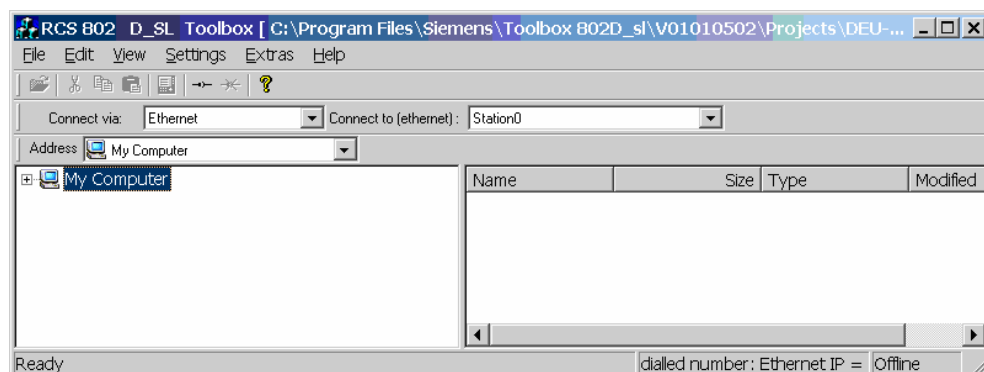 RCS 802 D_SL Toolbox [ C:\Program Files\Siemens\Toolbox 802D_sl\V01010502\Projects\DEU-...
File Edit View Settings Extras Help
Connect via: Ethernet Connect to (ethernet) : Station0
Address My Computer
My Computer Name Size Type Modified
Ready dialled number: Ethernet IP = Offline